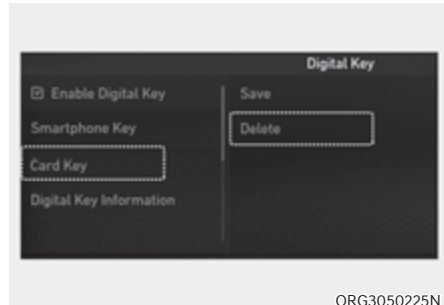 Digital Key
Enable Digital Key
Save
Smartphone Key
Delete
Card Key
Digital Key Information
ORG3050225N